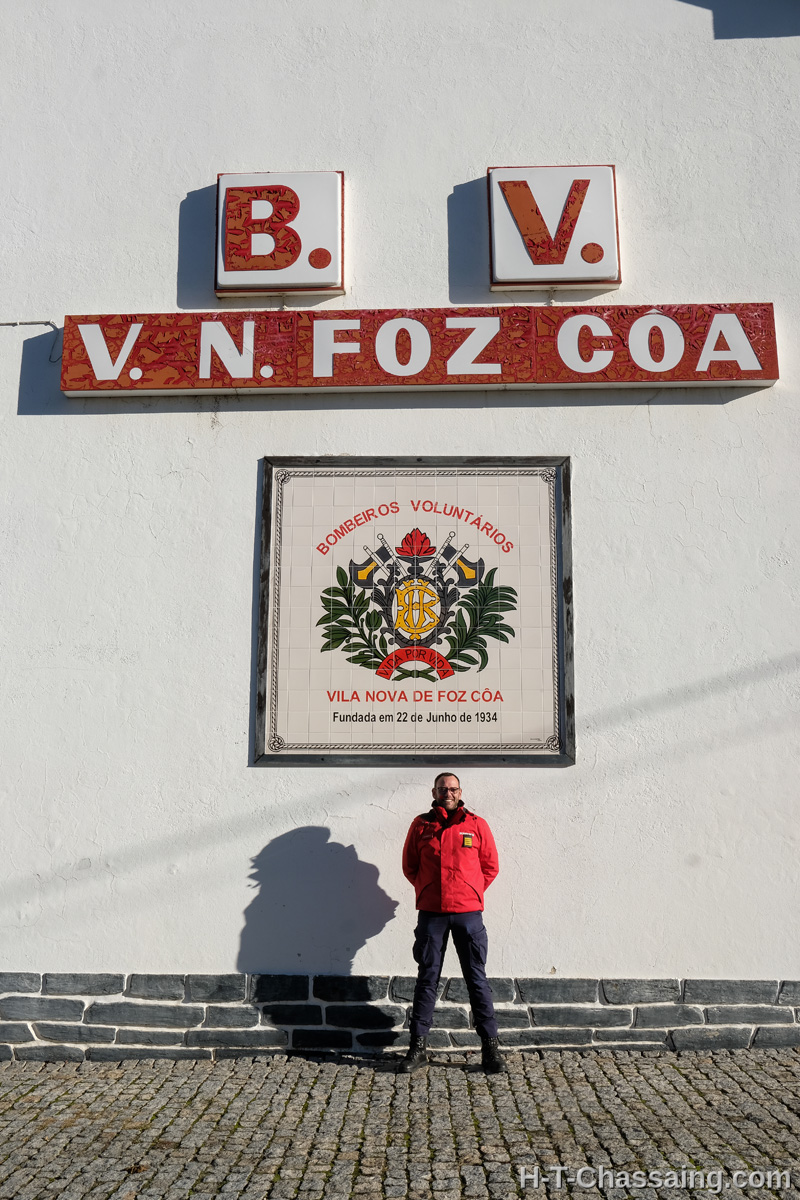 B. V.
V. N. FOZ CÔA
BOMBEIROS VOLUNTÁRIOS
VIDA POR VIDA
VILA NOVA DE FOZ CÔA
Fundada em 22 de Junho de 1934
H-T-Chassaing.com